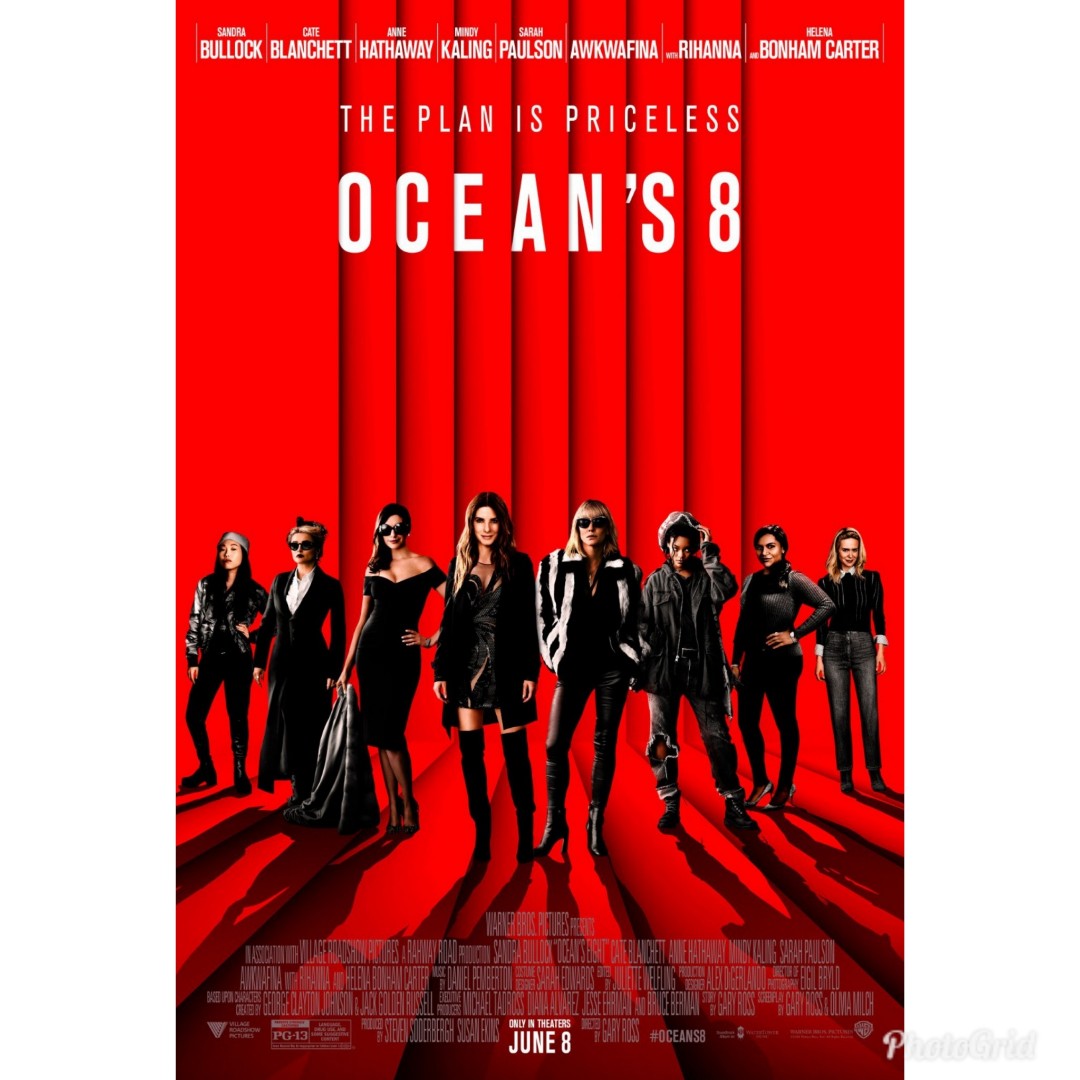 SANDRA BULLOCK CATE BLANCHETT ANNE HATHAWAY MINDY KALING SARAH PAULSON AWKWAFINA WITH RIHANNA AND HELENA BONHAM CARTER
THE PLAN IS PRICELESS
OCEAN'S 8
WARNER BROS. PICTURES PRESENTS
IN ASSOCIATION WITH VILLAGE ROADSHOW PICTURES A RAHWAY ROAD PRODUCTION SANDRA BULLOCK "OCEAN'S EIGHT" CATE BLANCHETT ANNE HATHAWAY MINDY KALING SARAH PAULSON
AWKWAFINA WITH RIHANNA AND HELENA BONHAM CARTER MUSIC BY DANIEL PEMBERTON COSTUME DESIGNER SARAH EDWARDS EDITED BY JULIETTE WELFLING PRODUCTION DESIGNER ALEX DIGERLANDO
BASED UPON CHARACTERS CREATED BY GEORGE CLAYTON JOHNSON & JACK GOLDEN RUSSELL EXECUTIVE PRODUCERS MICHAEL TADROSS DIANA ALVAREZ JESSE EHRMAN AND BRUCE BERMAN STORY BY GARY ROSS SCREENPLAY BY GARY ROSS & OLIVIA MILCH
PRODUCED BY STEVEN SODERBERGH SUSAN EKINS DIRECTED BY GARY ROSS
VILLAGE ROADSHOW PICTURES
PG-13
ONLY IN THEATERS
JUNE 8
#OCEANS8
WARNER BROS. PICTURES
PhotoGrid